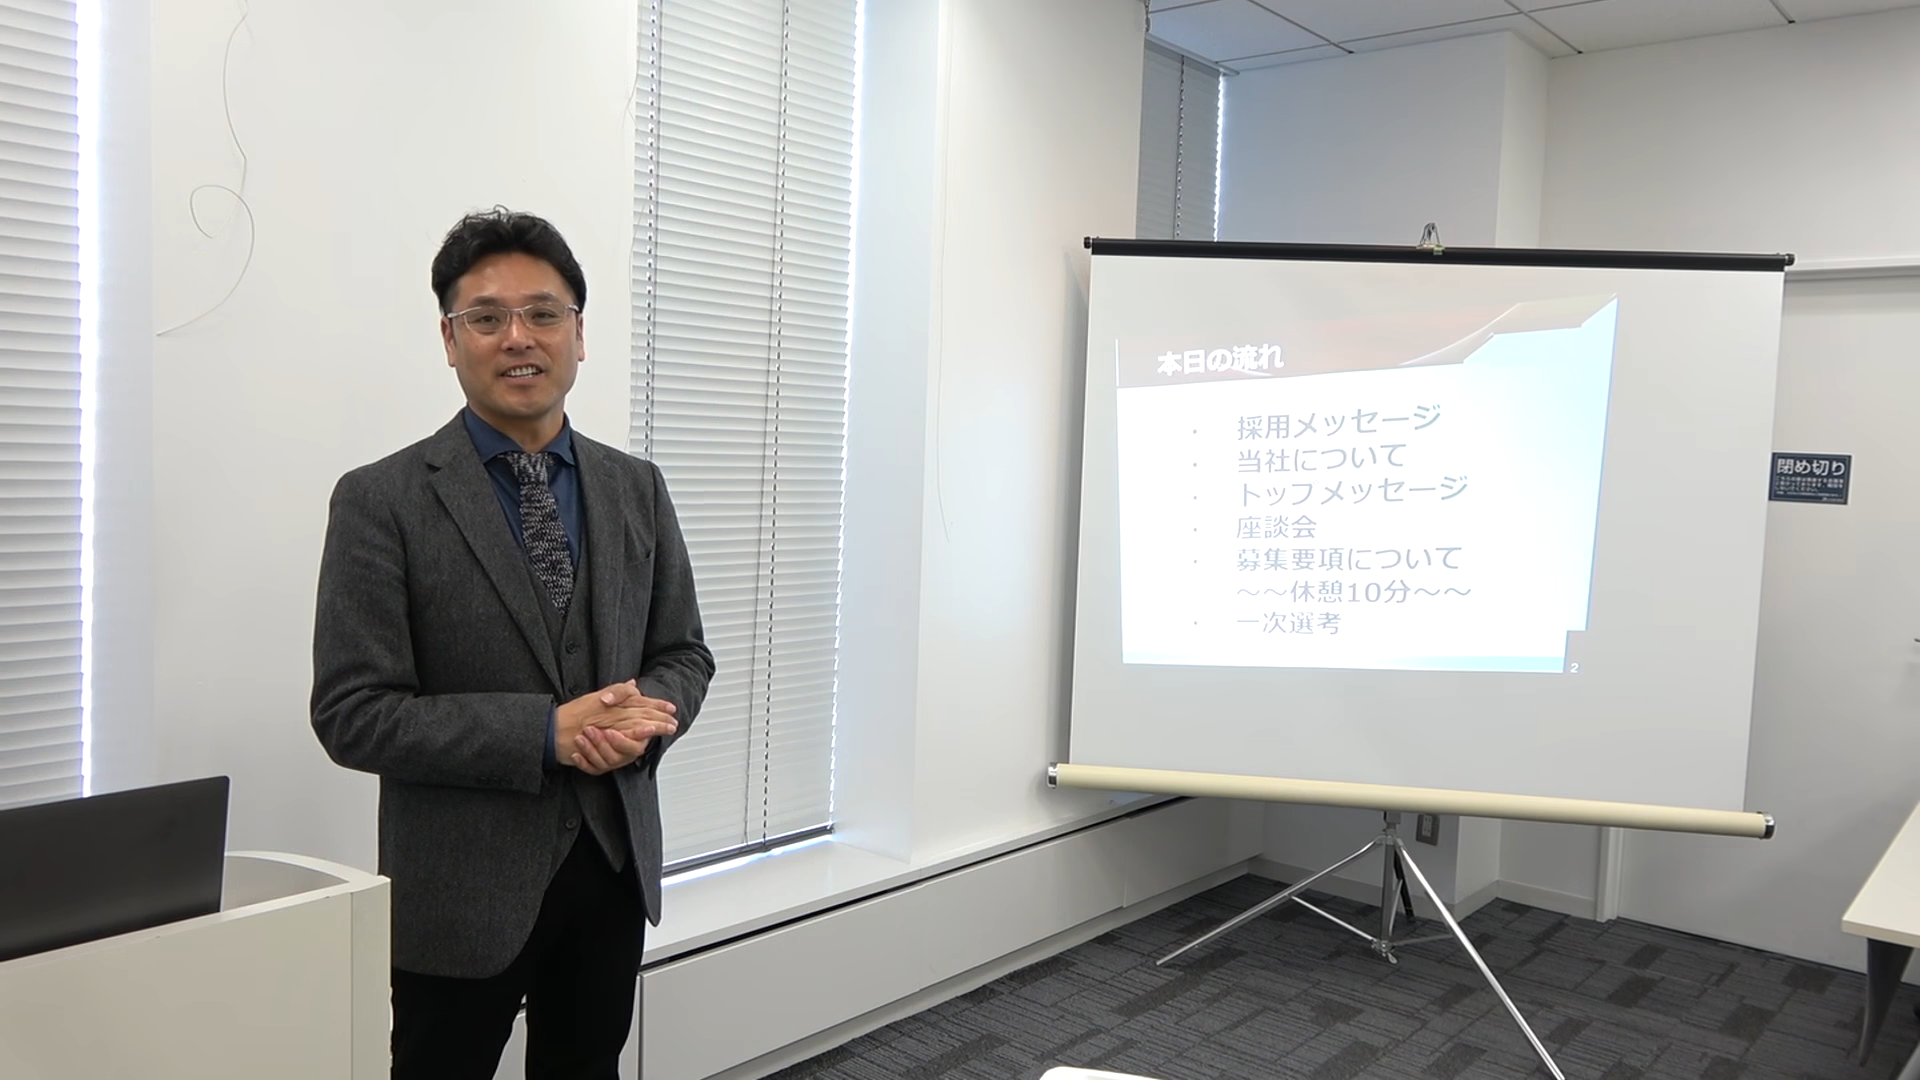 本日の流れ
・ 採用メッセージ
・ 当社について
・ トップメッセージ
・ 座談会
・ 募集要項について
～～休憩10分～～
・ 一次選考
2
閉め切り